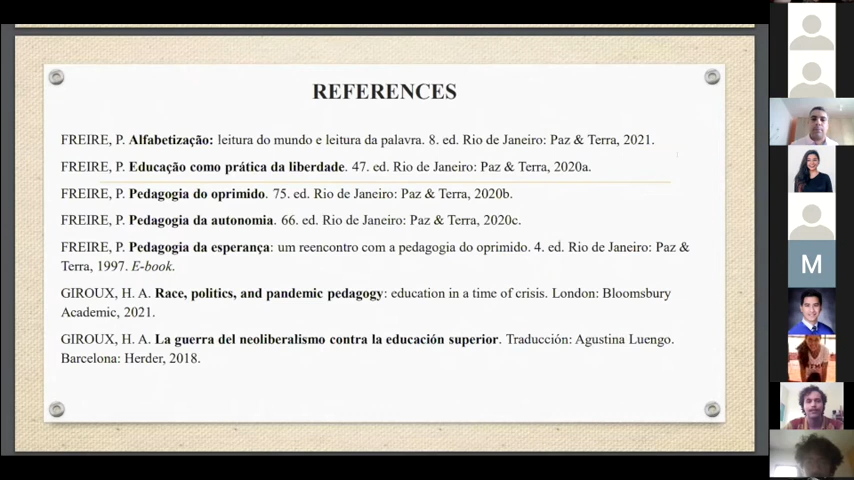 REFERENCES
FREIRE, P. Alfabetização: leitura do mundo e leitura da palavra. 8. ed. Rio de Janeiro: Paz & Terra, 2021.
FREIRE, P. Educação como prática da liberdade. 47. ed. Rio de Janeiro: Paz & Terra, 2020a.
FREIRE, P. Pedagogia do oprimido. 75. ed. Rio de Janeiro: Paz & Terra, 2020b.
FREIRE, P. Pedagogia da autonomia. 66. ed. Rio de Janeiro: Paz & Terra, 2020c.
FREIRE, P. Pedagogia da esperança: um reencontro com a pedagogia do oprimido. 4. ed. Rio de Janeiro: Paz &
Terra, 1997. E-book.
GIROUX, H. A. Race, politics, and pandemic pedagogy: education in a time of crisis. London: Bloomsbury
Academic, 2021.
GIROUX, H. A. La guerra del neoliberalismo contra la educación superior. Traducción: Agustina Luengo.
Barcelona: Herder, 2018.
M